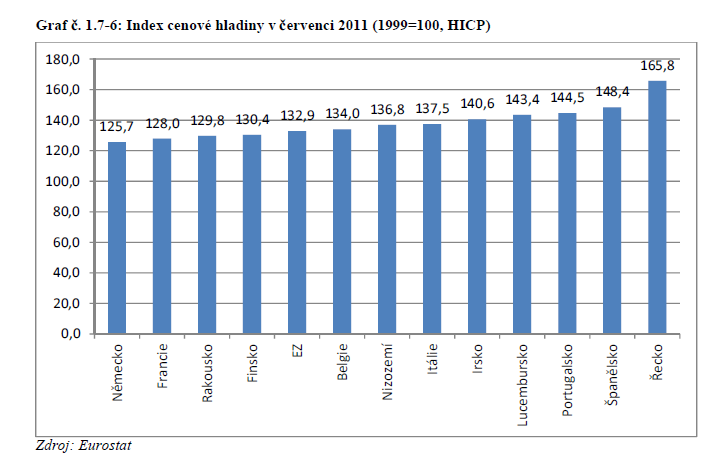 Graf č. 1.7-6: Index cenové hladiny v červenci 2011 (1999=100, HICP)
180,0
160,0
140,0
120,0
100,0
80,0
60,0
40,0
20,0
0,0
125,7
128,0
129,8
130,4
132,9
134,0
136,8
137,5
140,6
143,4
144,5
148,4
165,8
Německo
Francie
Rakousko
Finsko
EZ
Belgie
Nizozemí
Itálie
Irsko
Lucembursko
Portugalsko
Španělsko
Řecko
Zdroj: Eurostat